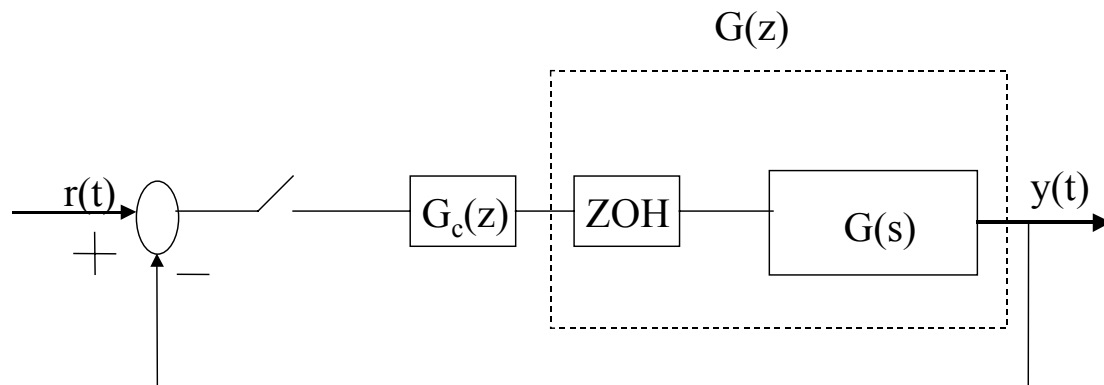 G(z)
r(t)
+
−
G_c(z)
ZOH
G(s)
y(t)